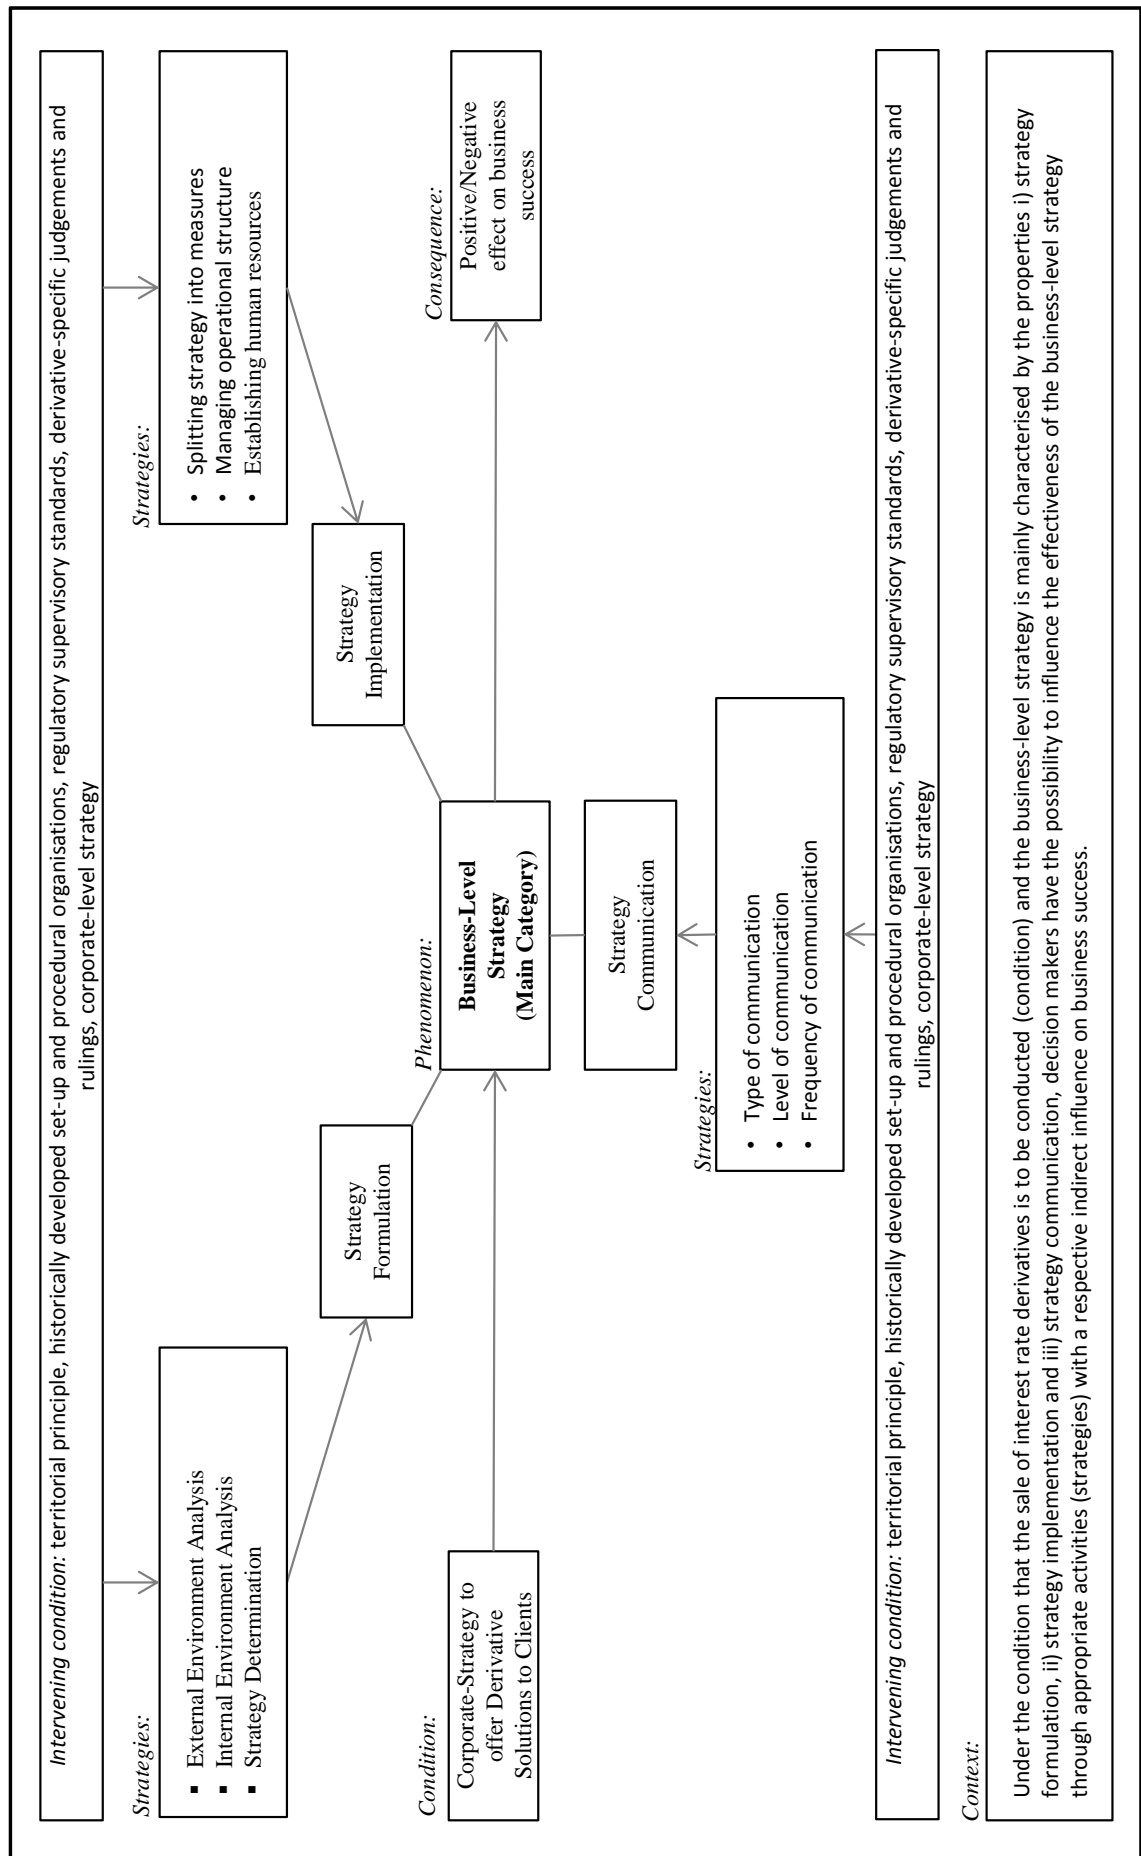 Intervening condition: territorial principle, historically developed set-up and procedural organisations, regulatory supervisory standards, derivative-specific judgements and
rulings, corporate-level strategy
Strategies:
▪ External Environment Analysis
▪ Internal Environment Analysis
▪ Strategy Determination
Strategies:
• Splitting strategy into measures
• Managing operational structure
• Establishing human resources
Strategy
Formulation
Strategy
Implementation
Condition:
Corporate-Strategy to
offer Derivative
Solutions to Clients
Phenomenon:
Business-Level
Strategy
(Main Category)
Consequence:
Positive/Negative
effect on business
success
Strategy
Communication
Strategies:
• Type of communication
• Level of communication
• Frequency of communication
Intervening condition: territorial principle, historically developed set-up and procedural organisations, regulatory supervisory standards, derivative-specific judgements and
rulings, corporate-level strategy
Context:
Under the condition that the sale of interest rate derivatives is to be conducted (condition) and the business-level strategy is mainly characterised by the properties i) strategy
formulation, ii) strategy implementation and iii) strategy communication, decision makers have the possibility to influence the effectiveness of the business-level strategy
through appropriate activities (strategies) with a respective indirect influence on business success.